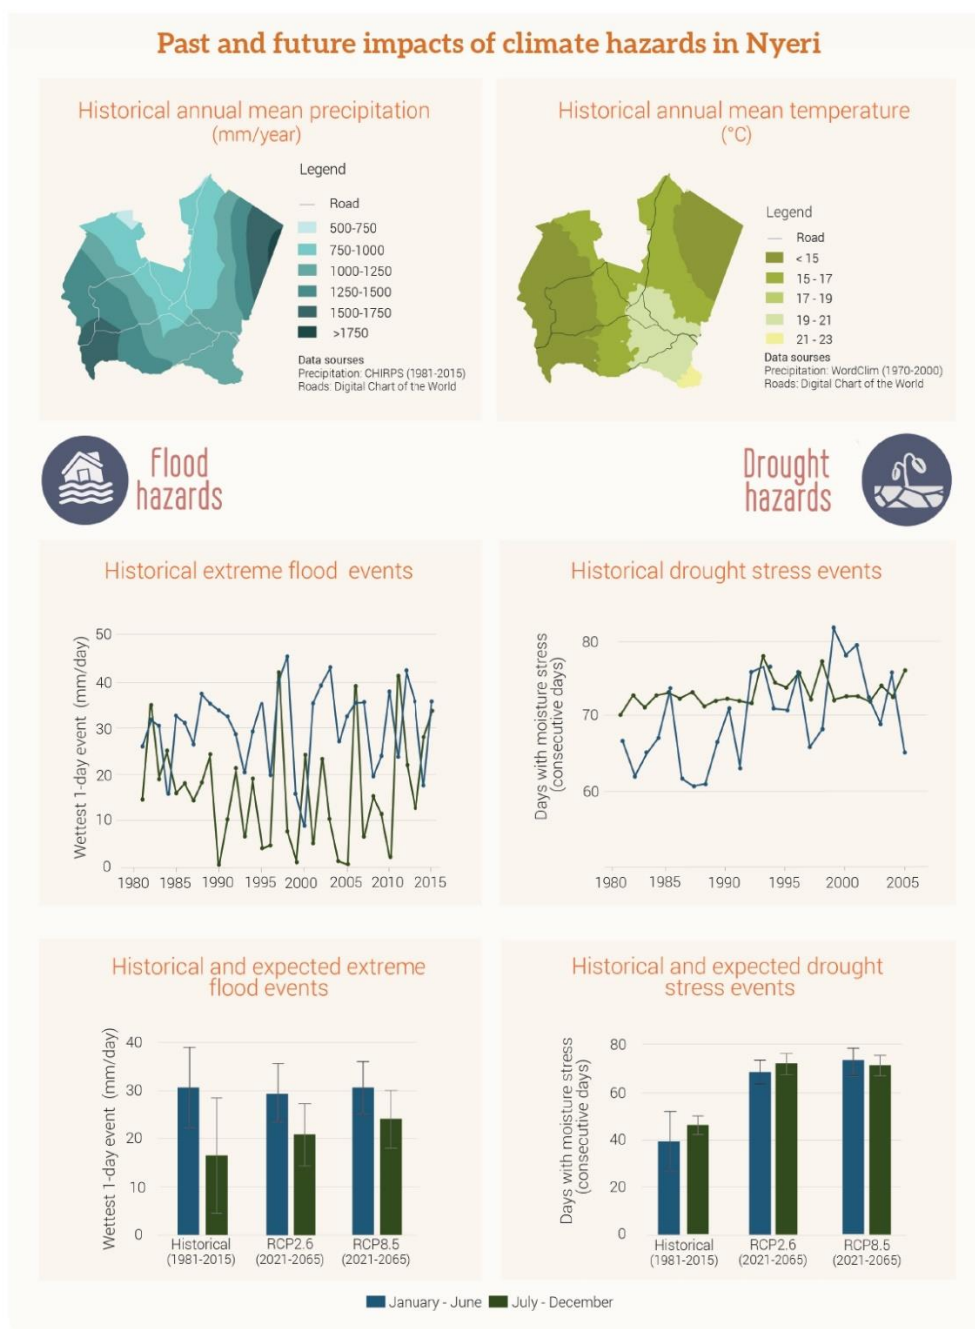 Past and future impacts of climate hazards in Nyeri
Historical annual mean precipitation
(mm/year)
Legend
Road
500-750
750-1000
1000-1250
1250-1500
1500-1750
>1750
Data sourses
Precipitation: CHIRPS (1981-2015)
Roads: Digital Chart of the World
Historical annual mean temperature
(°C)
Legend
Road
< 15
15 - 17
17 - 19
19 - 21
21 - 23
Data sourses
Precipitation: WordClim (1970-2000)
Roads: Digital Chart of the World
Flood
hazards
Drought
hazards
Historical extreme flood events
Wettest 1-day event (mm/day)
50
40
30
20
10
0
1980 1985 1990 1995 2000 2005 2010 2015
Historical drought stress events
Days with moisture stress
(consecutive days)
80
70
60
1980 1985 1990 1995 2000 2005
Historical and expected extreme
flood events
Wettest 1-day event (mm/day)
40
30
20
10
0
Historical RCP2.6 RCP8.5
(1981-2015) (2021-2065) (2021-2065)
Historical and expected drought
stress events
Days with moisture stress
(consecutive days)
80
60
40
20
0
Historical RCP2.6 RCP8.5
(1981-2015) (2021-2065) (2021-2065)
January - June July - December